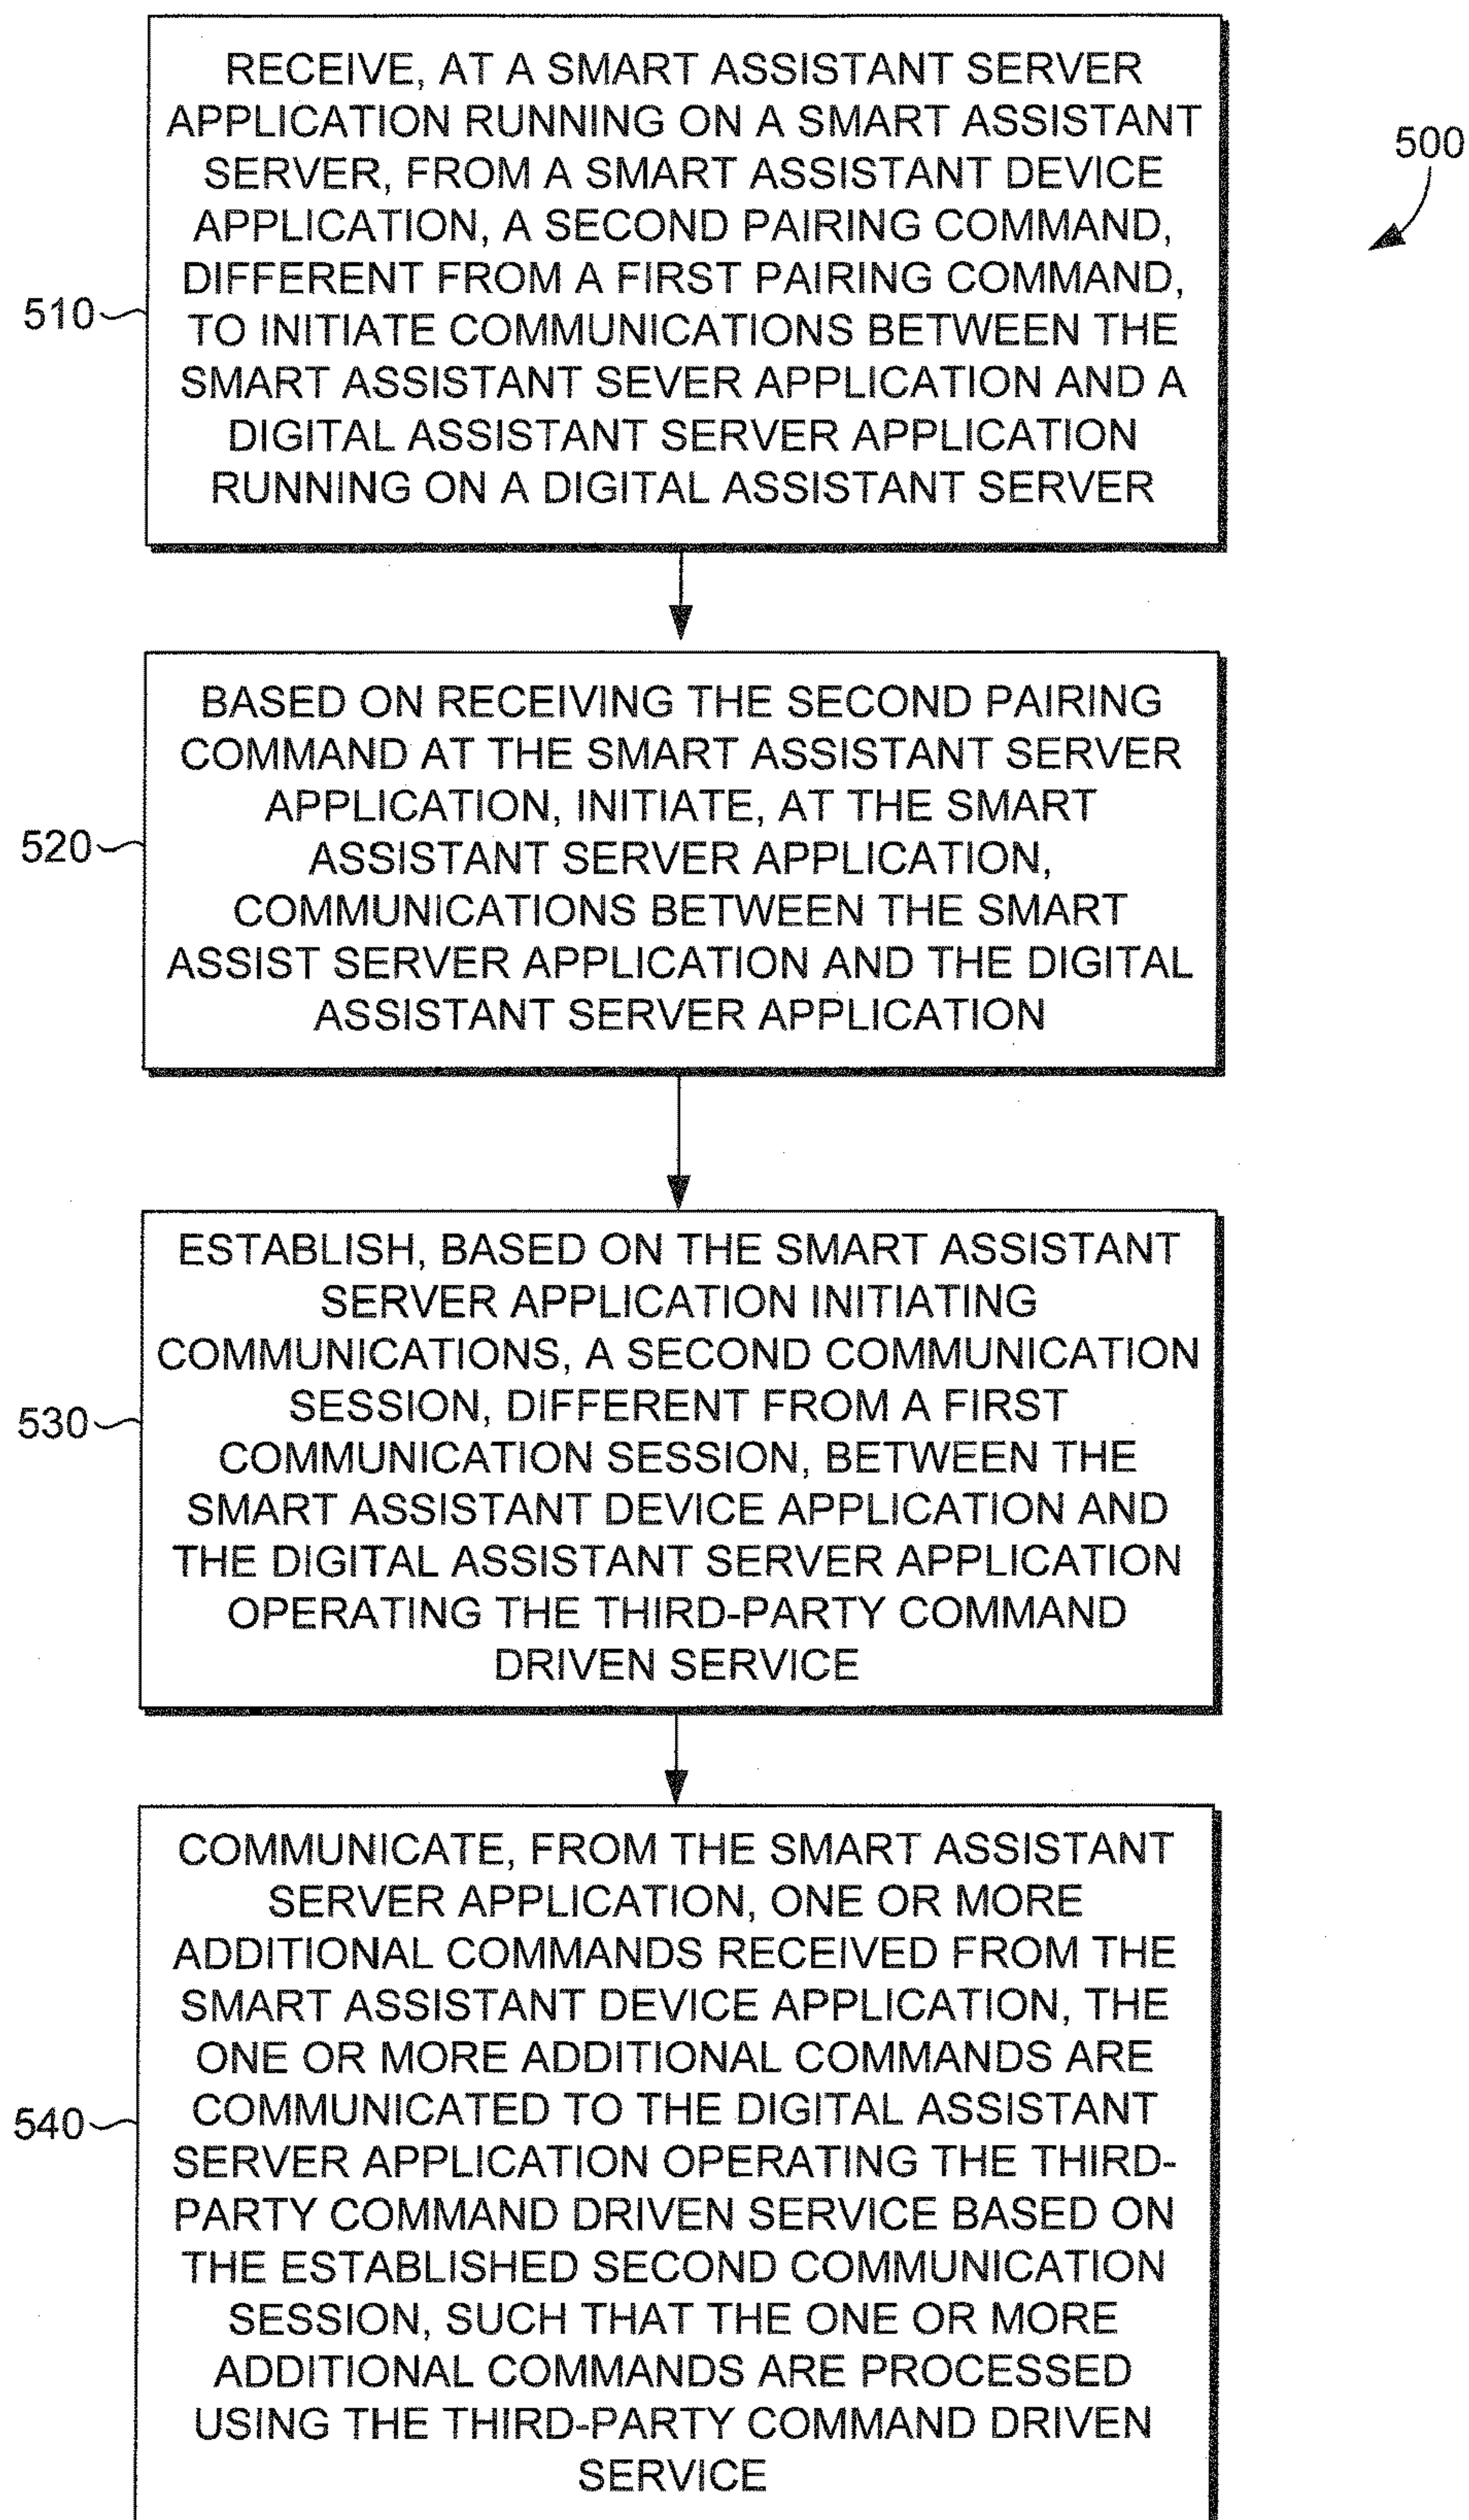 RECEIVE, AT A SMART ASSISTANT SERVER
APPLICATION RUNNING ON A SMART ASSISTANT
SERVER, FROM A SMART ASSISTANT DEVICE
APPLICATION, A SECOND PAIRING COMMAND,
DIFFERENT FROM A FIRST PAIRING COMMAND,
TO INITIATE COMMUNICATIONS BETWEEN THE
SMART ASSISTANT SEVER APPLICATION AND A
DIGITAL ASSISTANT SERVER APPLICATION
RUNNING ON A DIGITAL ASSISTANT SERVER
500
510
BASED ON RECEIVING THE SECOND PAIRING
COMMAND AT THE SMART ASSISTANT SERVER
APPLICATION, INITIATE, AT THE SMART
ASSISTANT SERVER APPLICATION,
COMMUNICATIONS BETWEEN THE SMART
ASSIST SERVER APPLICATION AND THE DIGITAL
ASSISTANT SERVER APPLICATION
520
ESTABLISH, BASED ON THE SMART ASSISTANT
SERVER APPLICATION INITIATING
COMMUNICATIONS, A SECOND COMMUNICATION
SESSION, DIFFERENT FROM A FIRST
COMMUNICATION SESSION, BETWEEN THE
SMART ASSISTANT DEVICE APPLICATION AND
THE DIGITAL ASSISTANT SERVER APPLICATION
OPERATING THE THIRD-PARTY COMMAND
DRIVEN SERVICE
530
COMMUNICATE, FROM THE SMART ASSISTANT
SERVER APPLICATION, ONE OR MORE
ADDITIONAL COMMANDS RECEIVED FROM THE
SMART ASSISTANT DEVICE APPLICATION, THE
ONE OR MORE ADDITIONAL COMMANDS ARE
COMMUNICATED TO THE DIGITAL ASSISTANT
SERVER APPLICATION OPERATING THE THIRD-
PARTY COMMAND DRIVEN SERVICE BASED ON
THE ESTABLISHED SECOND COMMUNICATION
SESSION, SUCH THAT THE ONE OR MORE
ADDITIONAL COMMANDS ARE PROCESSED
USING THE THIRD-PARTY COMMAND DRIVEN
SERVICE
540